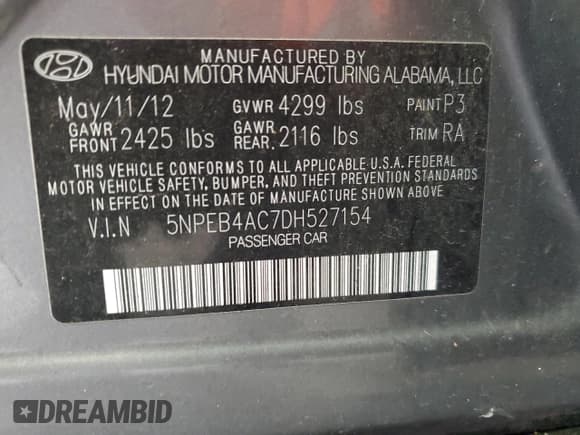 MANUFACTURED BY
HYUNDAI MOTOR MANUFACTURING ALABAMA, LLC
May/11/12 GVWR 4299 lbs PAINT P3
GAWR FRONT 2425 lbs GAWR REAR. 2116 lbs TRIM RA
THIS VEHICLE CONFORMS TO ALL APPLICABLE U.S.A. FEDERAL
MOTOR VEHICLE SAFETY, BUMPER, AND THEFT PREVENTION STANDARDS
IN EFFECT ON THE DATE OF MANUFACTURE SHOWN ABOVE.
V.I.N 5NPEB4AC7DH527154
PASSENGER CAR
DREAMBID